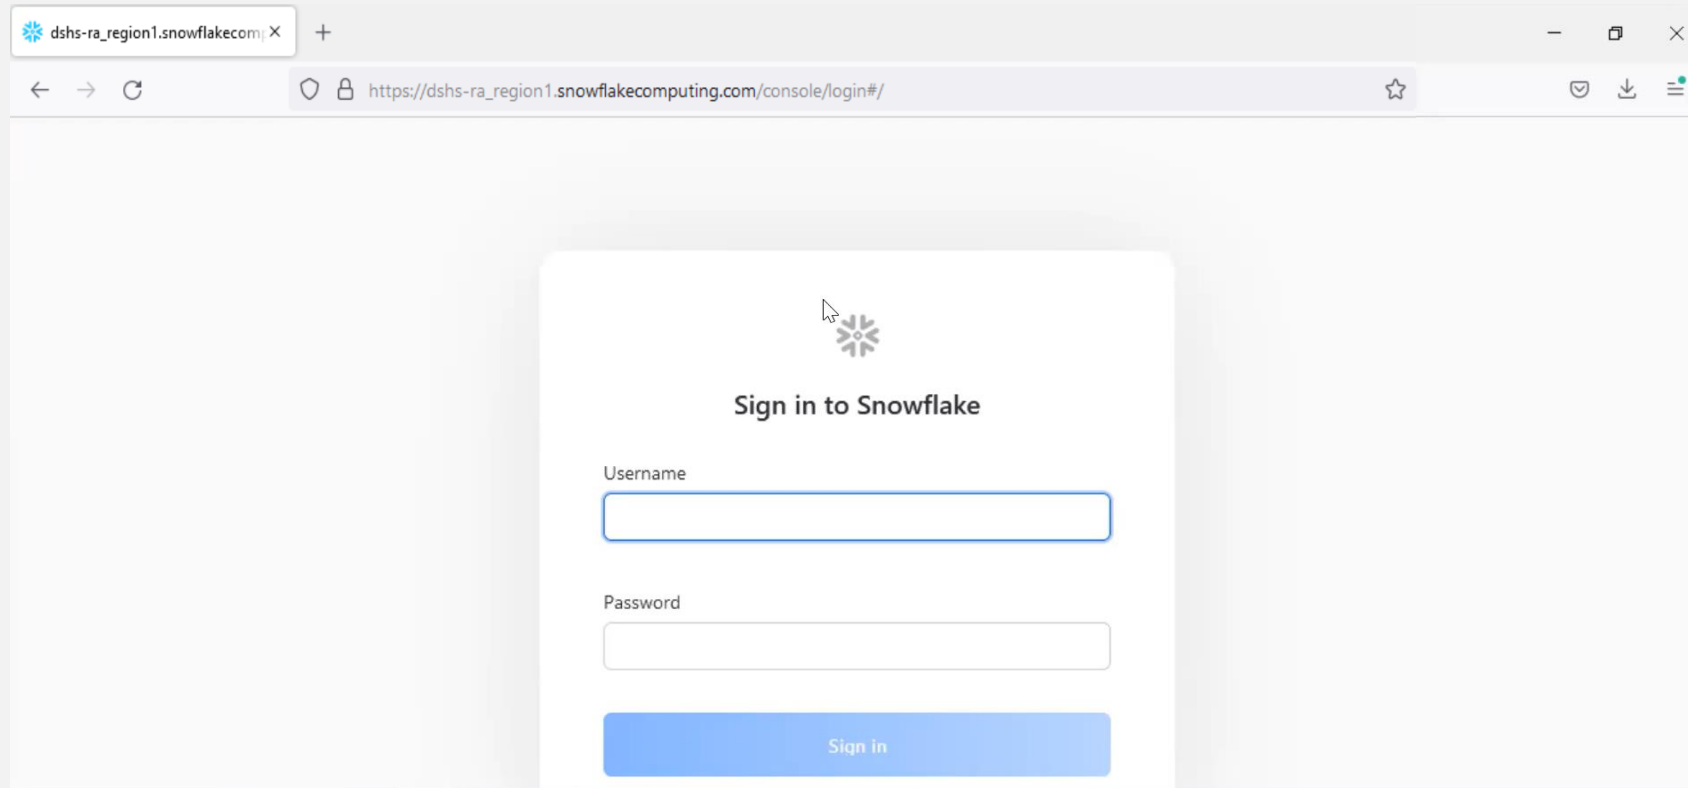 dshs-ra_region1.snowflakecom
https://dshs-ra_region1.snowflakecomputing.com/console/login#/
Sign in to Snowflake
Username
Password
Sign in